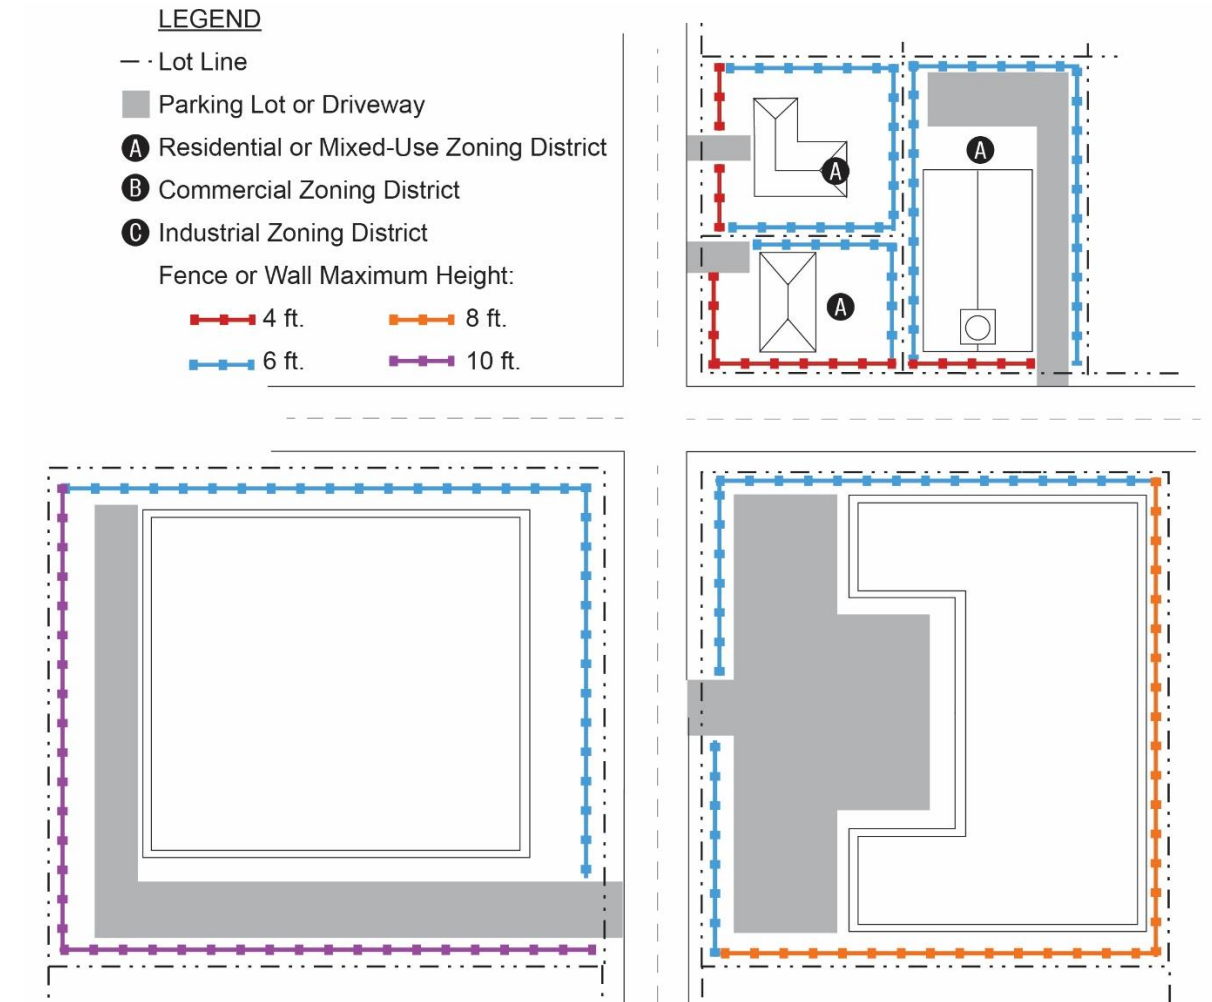 LEGEND
Lot Line
Parking Lot or Driveway
A Residential or Mixed-Use Zoning District
B Commercial Zoning District
C Industrial Zoning District
Fence or Wall Maximum Height:
4 ft. 8 ft.
6 ft. 10 ft.
A
A
A